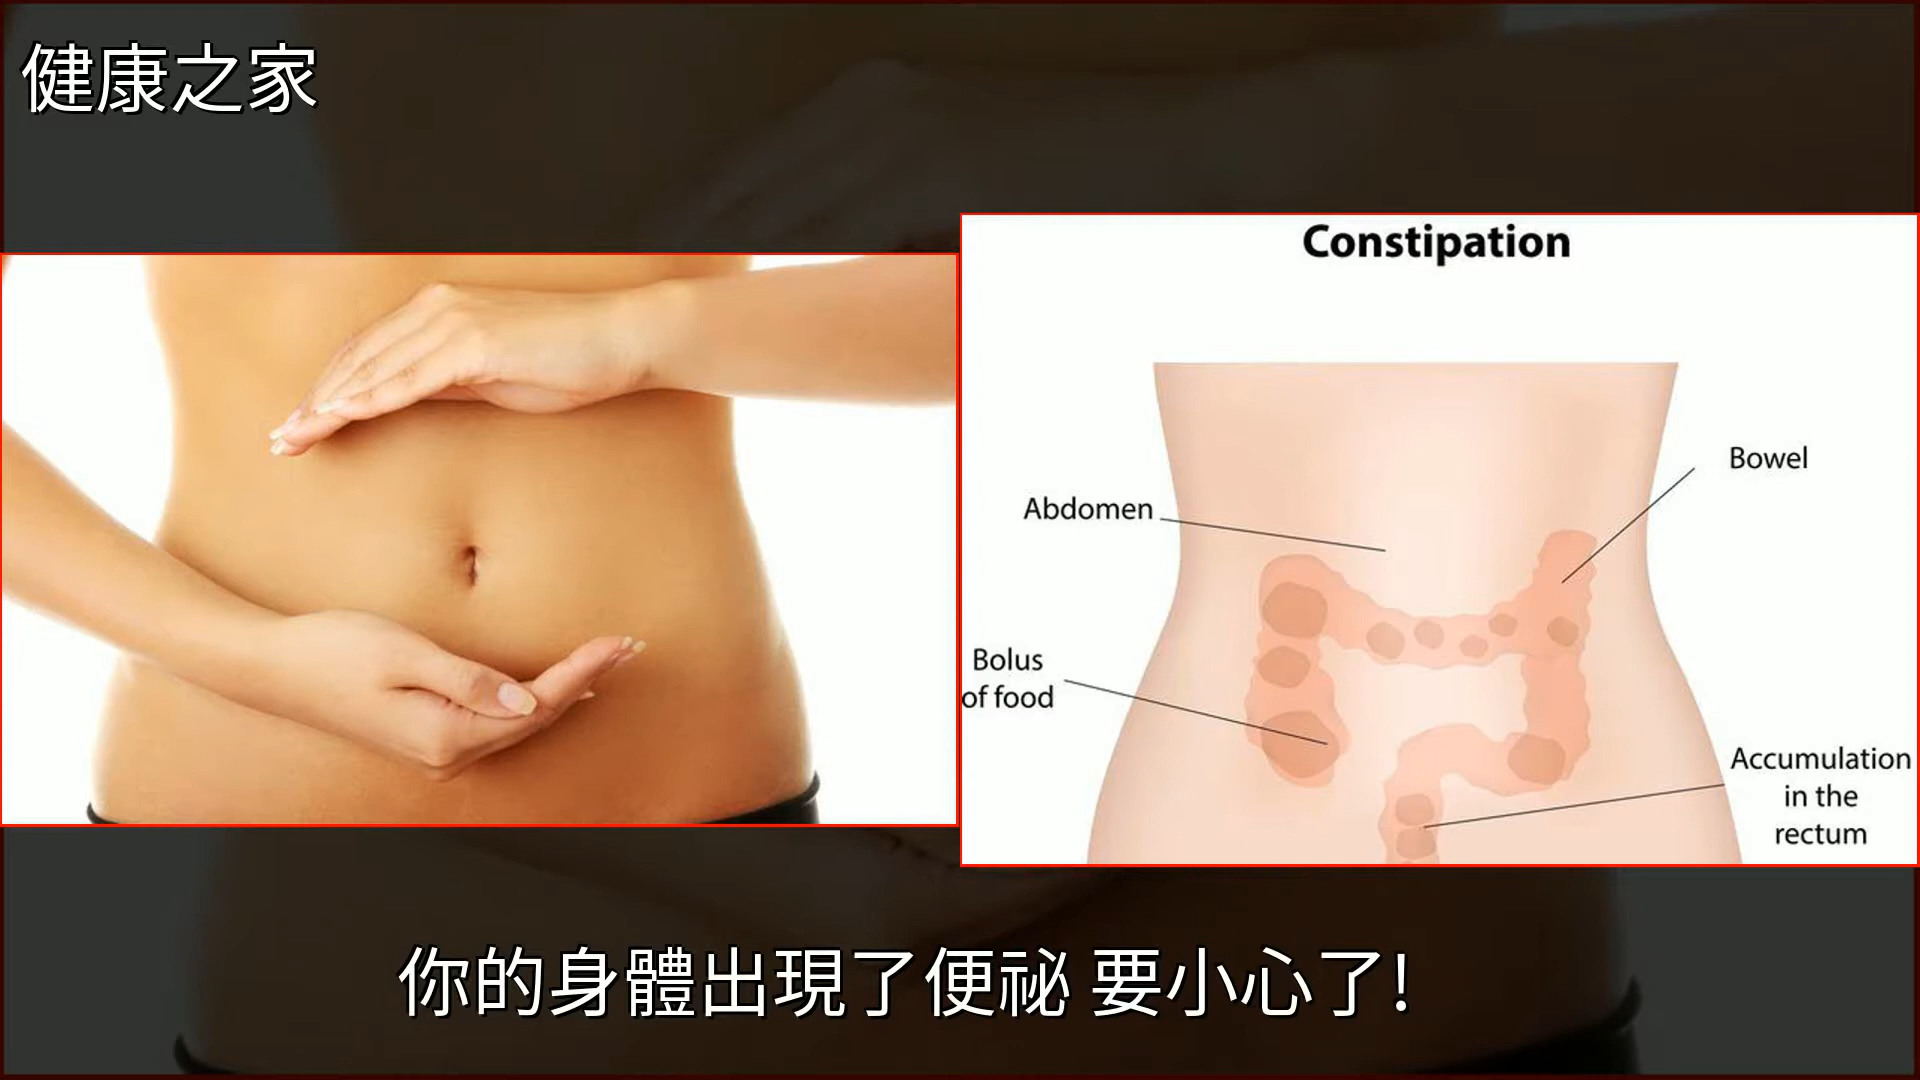 健康之家
Constipation
Bowel
Abdomen
Bolus
of food
Accumulation
in the
rectum
你的身體出現了便祕 要小心了!